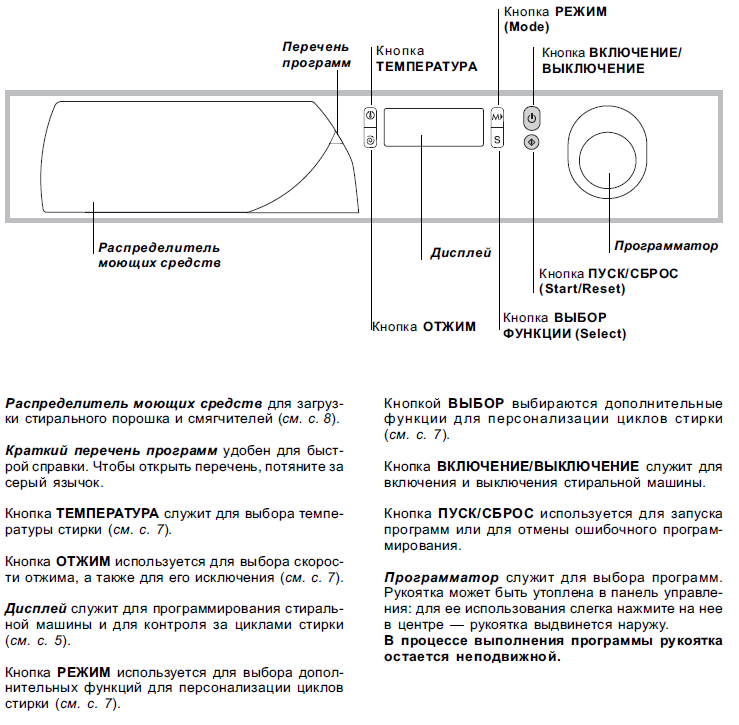 Кнопка РЕЖИМ
(Mode)
Перечень
программ
Кнопка
ТЕМПЕРАТУРА
Кнопка ВКЛЮЧЕНИЕ/
ВЫКЛЮЧЕНИЕ
M
S
Распределитель
моющих средств
Дисплей
Программатор
Кнопка ПУСК/СБРОС
(Start/Reset)
Кнопка ОТЖИМ
Кнопка ВЫБОР
ФУНКЦИИ (Select)
Распределитель моющих средств для загруз-
ки стирального порошка и смягчителей (см. с. 8).
Краткий перечень программ удобен для быст-
рой справки. Чтобы открыть перечень, потяните за
серый язычок.
Кнопка ТЕМПЕРАТУРА служит для выбора темпе-
ратуры стирки (см. с. 7).
Кнопка ОТЖИМ используется для выбора скорос-
ти отжима, а также для его исключения (см. с. 7).
Дисплей служит для программирования стираль-
ной машины и для контроля за циклами стирки
(см. с. 5).
Кнопка РЕЖИМ используется для выбора допол-
нительных функций для персонализации циклов
стирки (см. с. 7).
Кнопкой ВЫБОР выбираются дополнительные
функции для персонализации циклов стирки
(см. с. 7).
Кнопка ВКЛЮЧЕНИЕ/ВЫКЛЮЧЕНИЕ служит для
включения и выключения стиральной машины.
Кнопка ПУСК/СБРОС используется для запуска
программ или для отмены ошибочного програм-
мирования.
Программатор служит для выбора программ.
Рукоятка может быть утоплена в панель управле-
ния: для ее использования слегка нажмите на нее
в центре — рукоятка выдвинется наружу.
В процессе выполнения программы рукоятка
остается неподвижной.